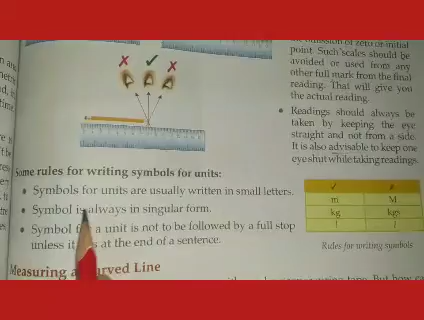 point. Such scales should be
avoided or used from any
other full mark from the final
reading. That will give you
the actual reading.
• Readings should always be
taken by keeping the eye
straight and not from a side.
It is also advisable to keep one
eye shut while taking readings.
Some rules for writing symbols for units:
• Symbols for units are usually written in small letters.
• Symbol is always in singular form.
• Symbol a unit is not to be followed by a full stop
unless at the end of a sentence.
m M
kg kgs
l l
Rules for writing symbols
Measuring a Curved Line